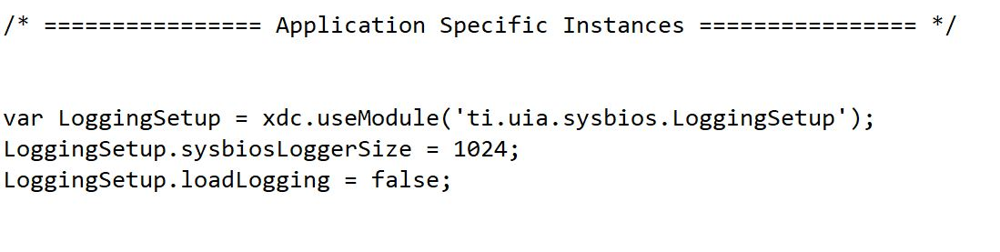 /* ================ Application Specific Instances ================ */
var LoggingSetup = xdc.useModule('ti.uia.sysbios.LoggingSetup');
LoggingSetup.sysbiosLoggerSize = 1024;
LoggingSetup.loadLogging = false;